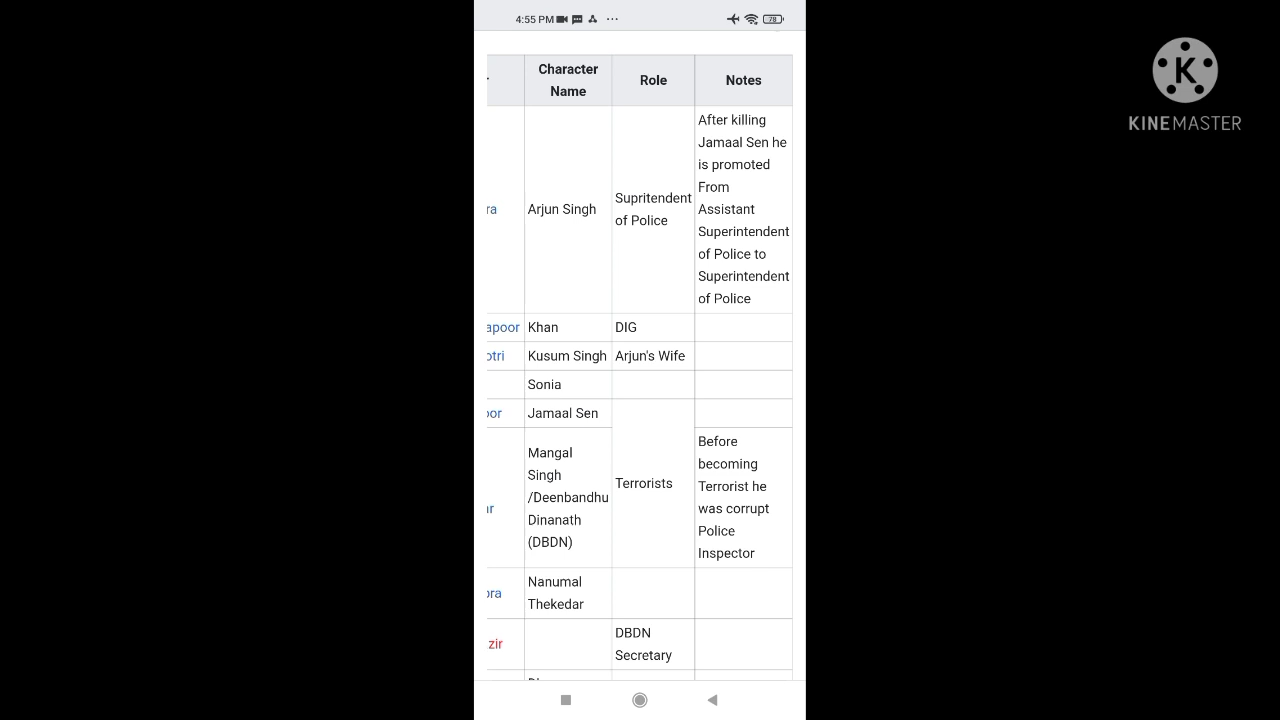 4:55 PM
78
KINEMASTER
Character
Name
Role
Notes
ra
Arjun Singh
Supritendent
of Police
After killing
Jamaal Sen he
is promoted
From
Assistant
Superintendent
of Police to
Superintendent
of Police
apoor
Khan
DIG
otri
Kusum Singh
Arjun's Wife
Sonia
oor
Jamaal Sen
Terrorists
Mangal
Singh
/Deenbandhu
Dinanath
(DBDN)
Before
becoming
Terrorist he
was corrupt
Police
Inspector
ora
Nanumal
Thekedar
zir
DBDN
Secretary